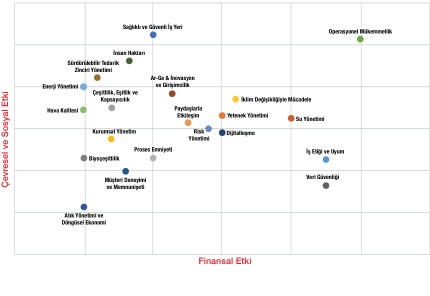 Sağlıklı ve Güvenli İş Yeri
Operasyonel Mükemmellik
İnsan Hakları
Sürdürülebilir Tedarik
Zinciri Yönetimi
Ar-Ge & İnovasyon
ve Girişimcilik
Enerji Yönetimi
Çeşitlilik, Eşitlik ve
Kapsayıcılık
İklim Değişikliğiyle Mücadele
Hava Kalitesi
Paydaşlarla
Etkileşim
Yetenek Yönetimi
Su Yönetimi
Kurumsal Yönetim
Risk
Yönetimi
Dijitalleşme
Proses Emniyeti
İş Etiği ve Uyum
Biyoçeşitlilik
Müşteri Deneyimi
ve Memnuniyeti
Veri Güvenliği
Atık Yönetimi ve
Döngüsel Ekonomi
Çevresel ve Sosyal Etki
Finansal Etki